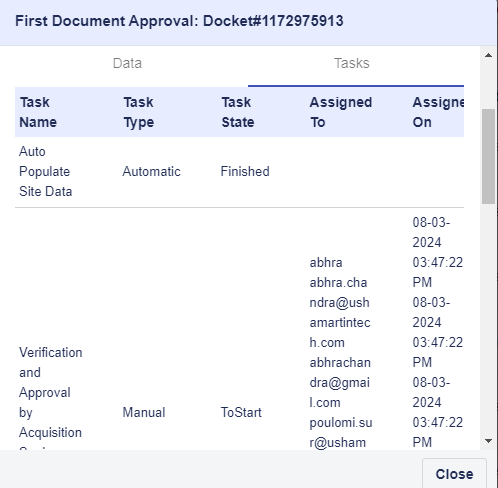 First Document Approval: Docket#1172975913
Data
Tasks
Task
Name
Task
Type
Task
State
Assigned
To
Assigne
On
Auto
Populate
Site Data
Automatic
Finished
Verification
and
Approval
by
Acquisition
Manual
ToStart
abhra
abhra.cha
ndra@ush
amartintec
h.com
abhrachan
dra@gmai
l.com
poulomi.su
r@usham
08-03-
2024
03:47:22
PM
08-03-
2024
03:47:22
PM
08-03-
2024
03:47:22
PM
Close